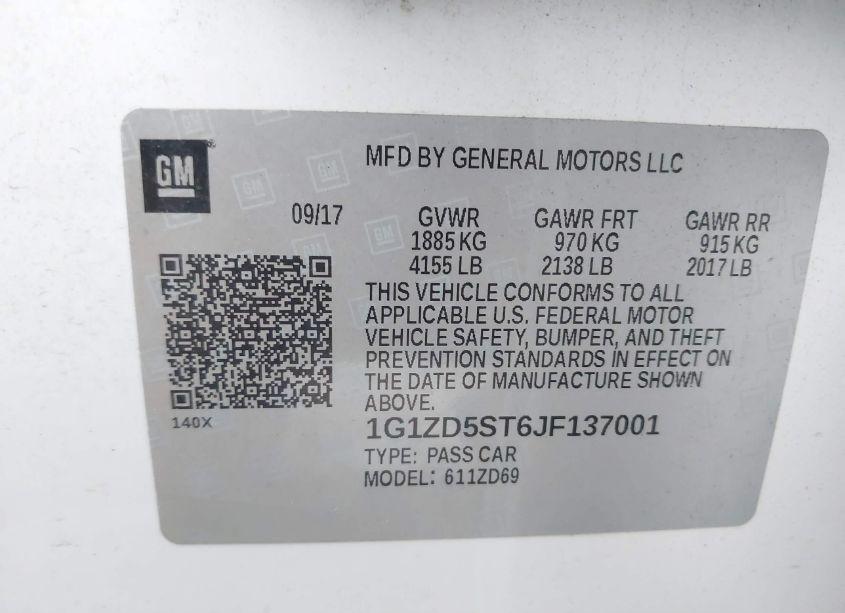 GM
MFD BY GENERAL MOTORS LLC
09/17 GVWR GAWR FRT GAWR RR
1885 KG 970 KG 915 KG
4155 LB 2138 LB 2017 LB
THIS VEHICLE CONFORMS TO ALL
APPLICABLE U.S. FEDERAL MOTOR
VEHICLE SAFETY, BUMPER, AND THEFT
PREVENTION STANDARDS IN EFFECT ON
THE DATE OF MANUFACTURE SHOWN
ABOVE.
140X
1G1ZD5ST6JF137001
TYPE: PASS CAR
MODEL: 611ZD69